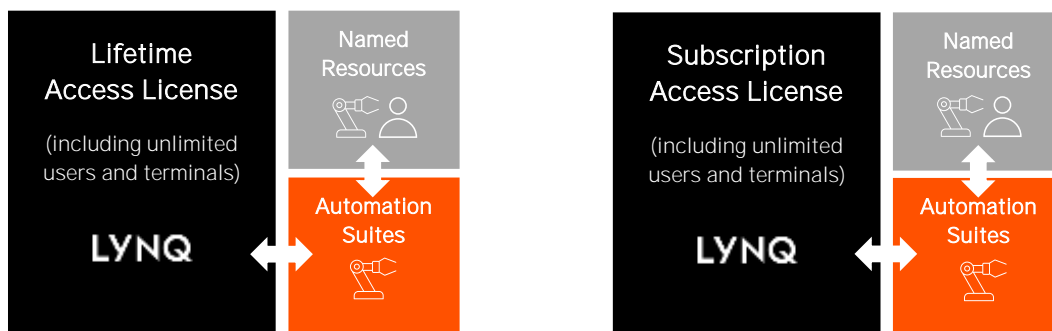 Lifetime
Access License
(including unlimited
users and terminals)
LYNQ
Named
Resources
Automation
Suites
Subscription
Access License
(including unlimited
users and terminals)
LYNQ
Named
Resources
Automation
Suites